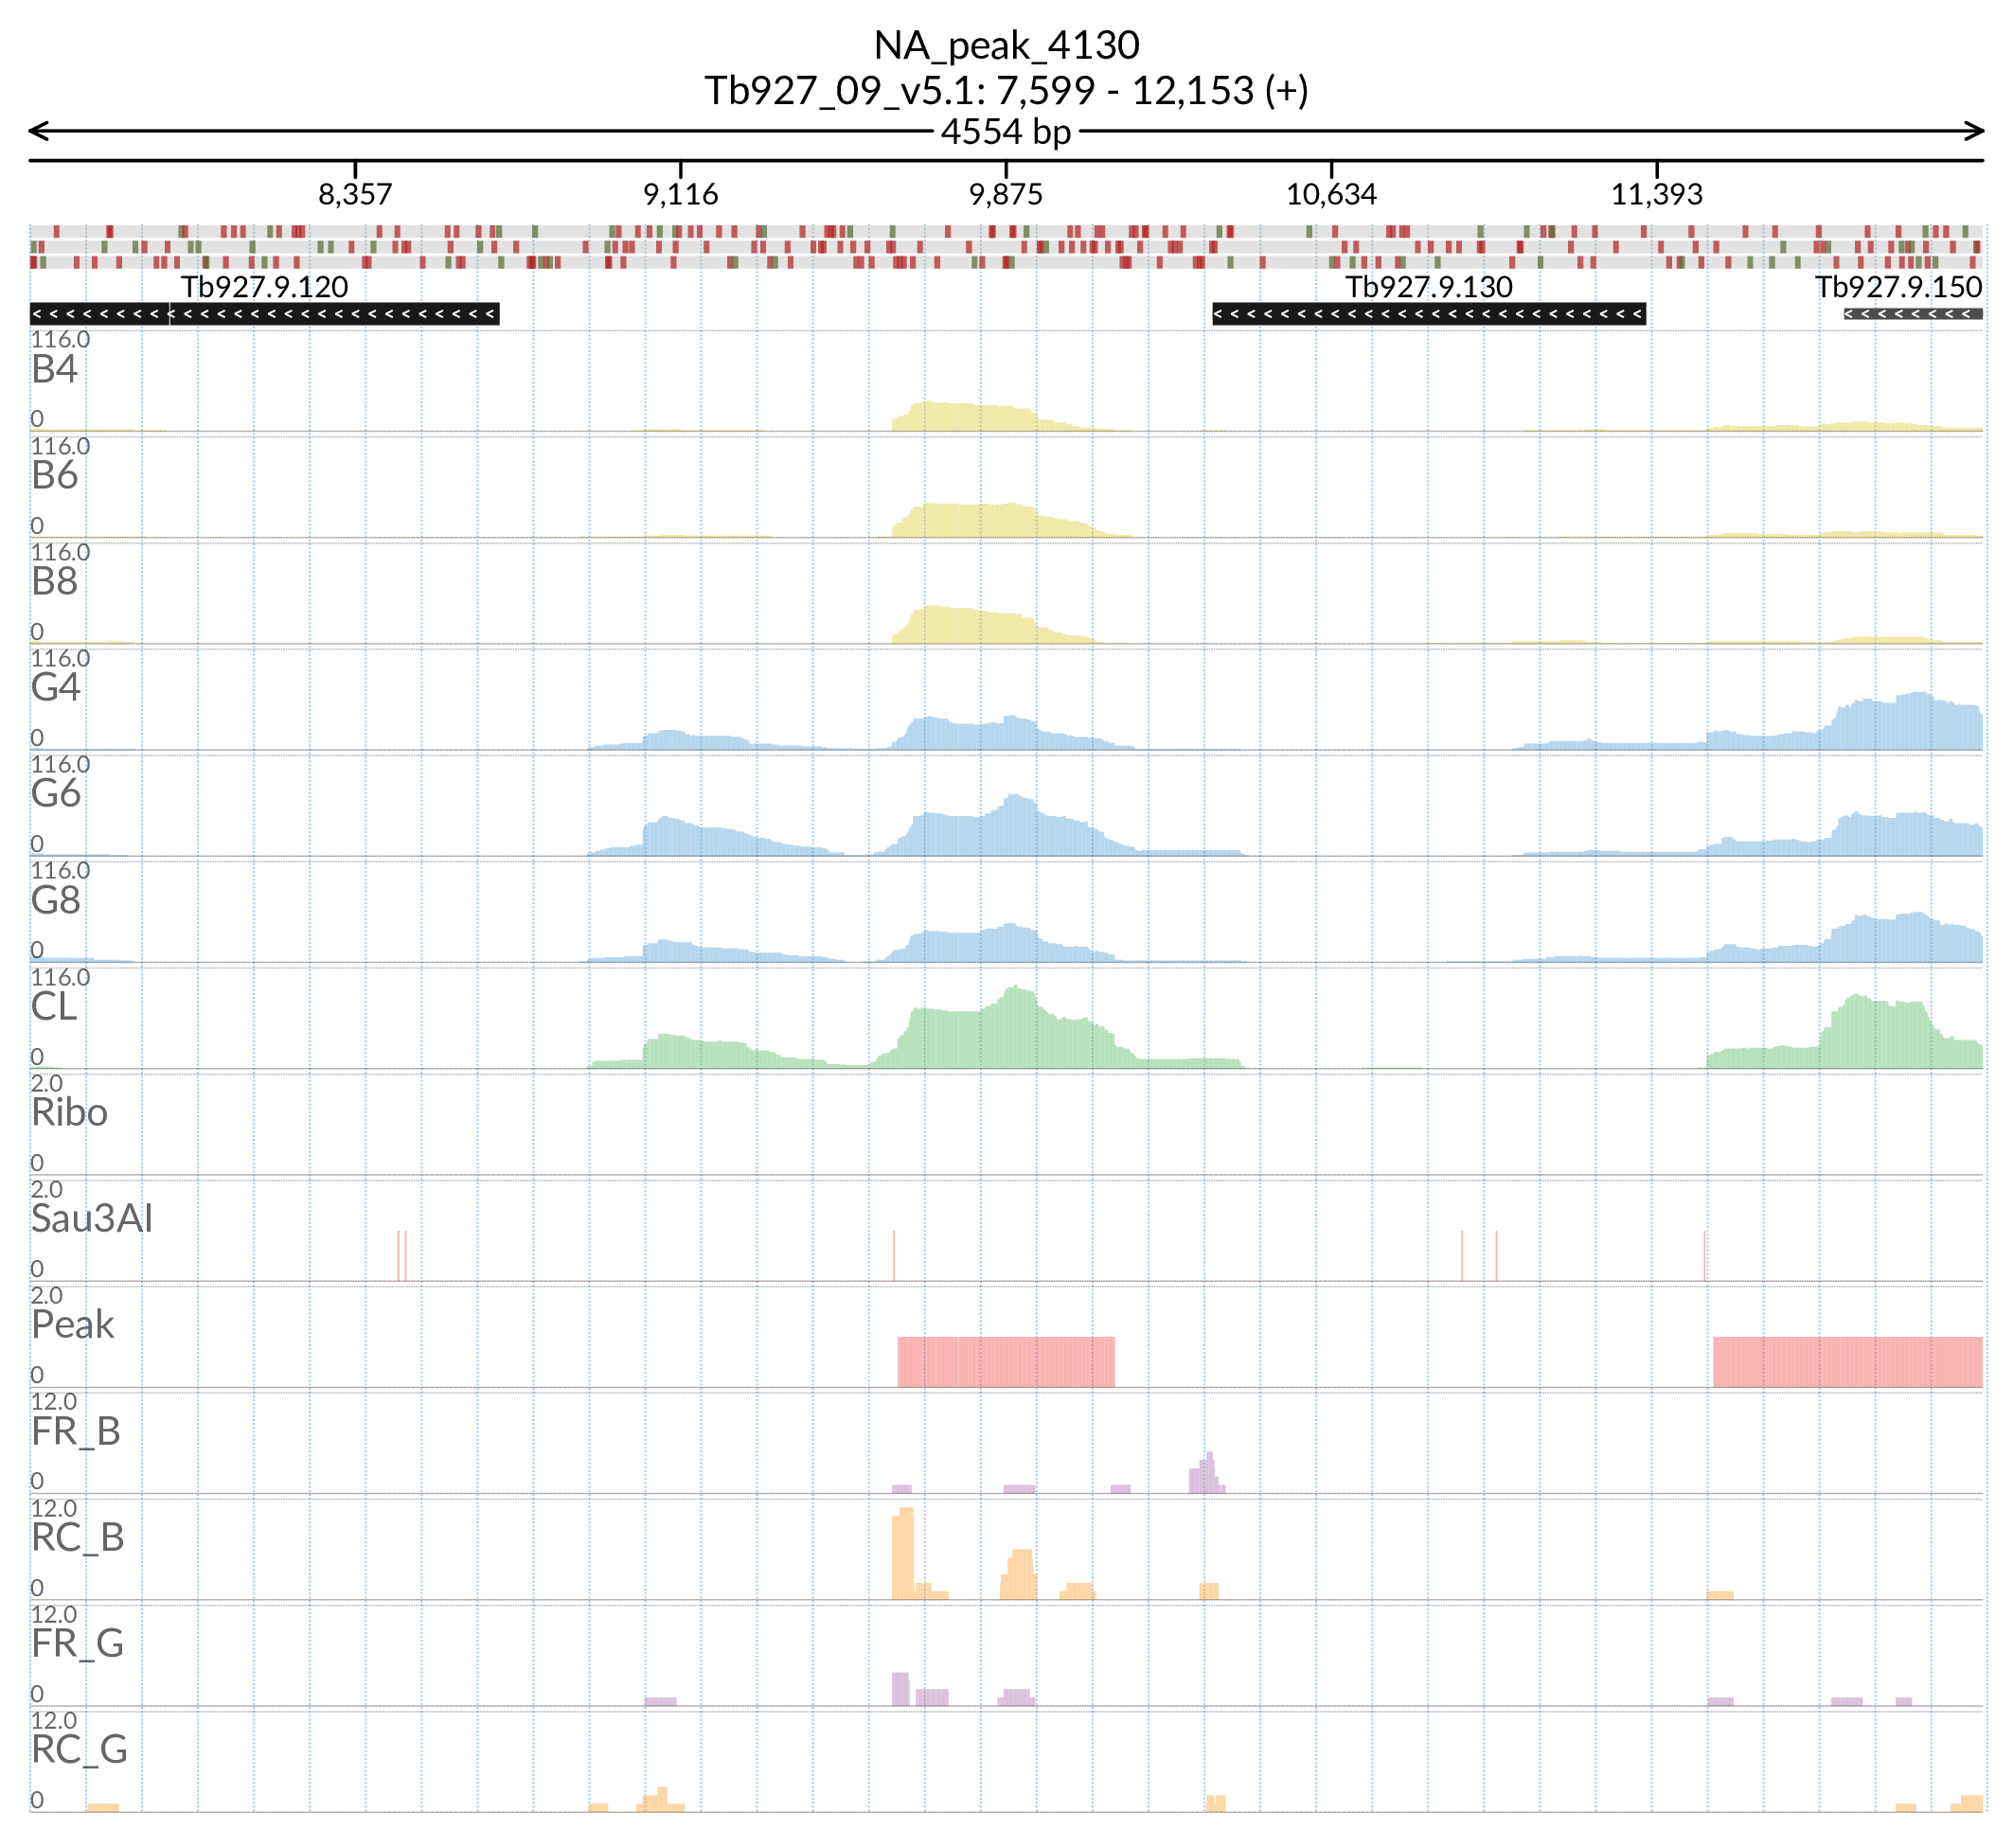 NA_peak_4130
Tb927_09_v5.1: 7,599 - 12,153 (+)
4554 bp
8,357 9,116 9,875 10,634 11,393
Tb927.9.120 Tb927.9.130 Tb927.9.150
116.0
B4
0
116.0
B6
0
116.0
B8
0
116.0
G4
0
116.0
G6
0
116.0
G8
0
116.0
CL
0
2.0
Ribo
0
2.0
Sau3AI
0
2.0
Peak
0
12.0
FR_B
0
12.0
RC_B
0
12.0
FR_G
0
12.0
RC_G
0